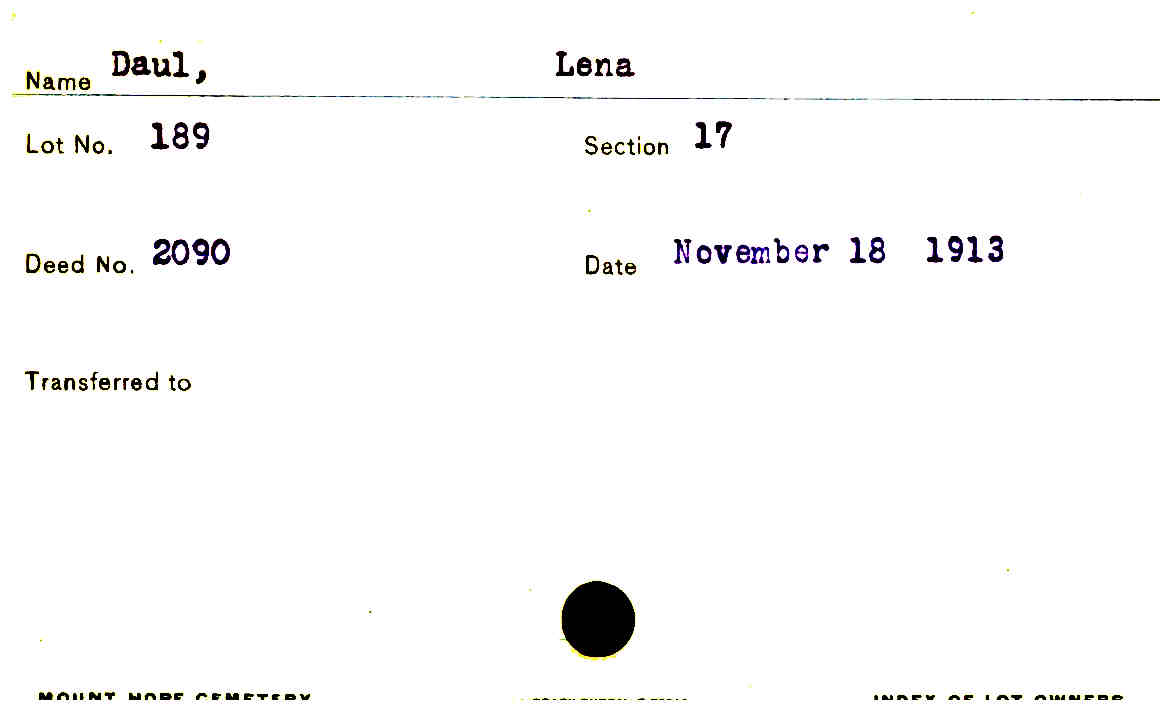 Name Daul, Lena
Lot No. 189 Section 17
Deed No. 2090 Date November 18 1913
Transferred to
MOUNT HOPE CEMETERY INDEX OF LOT OWNERS